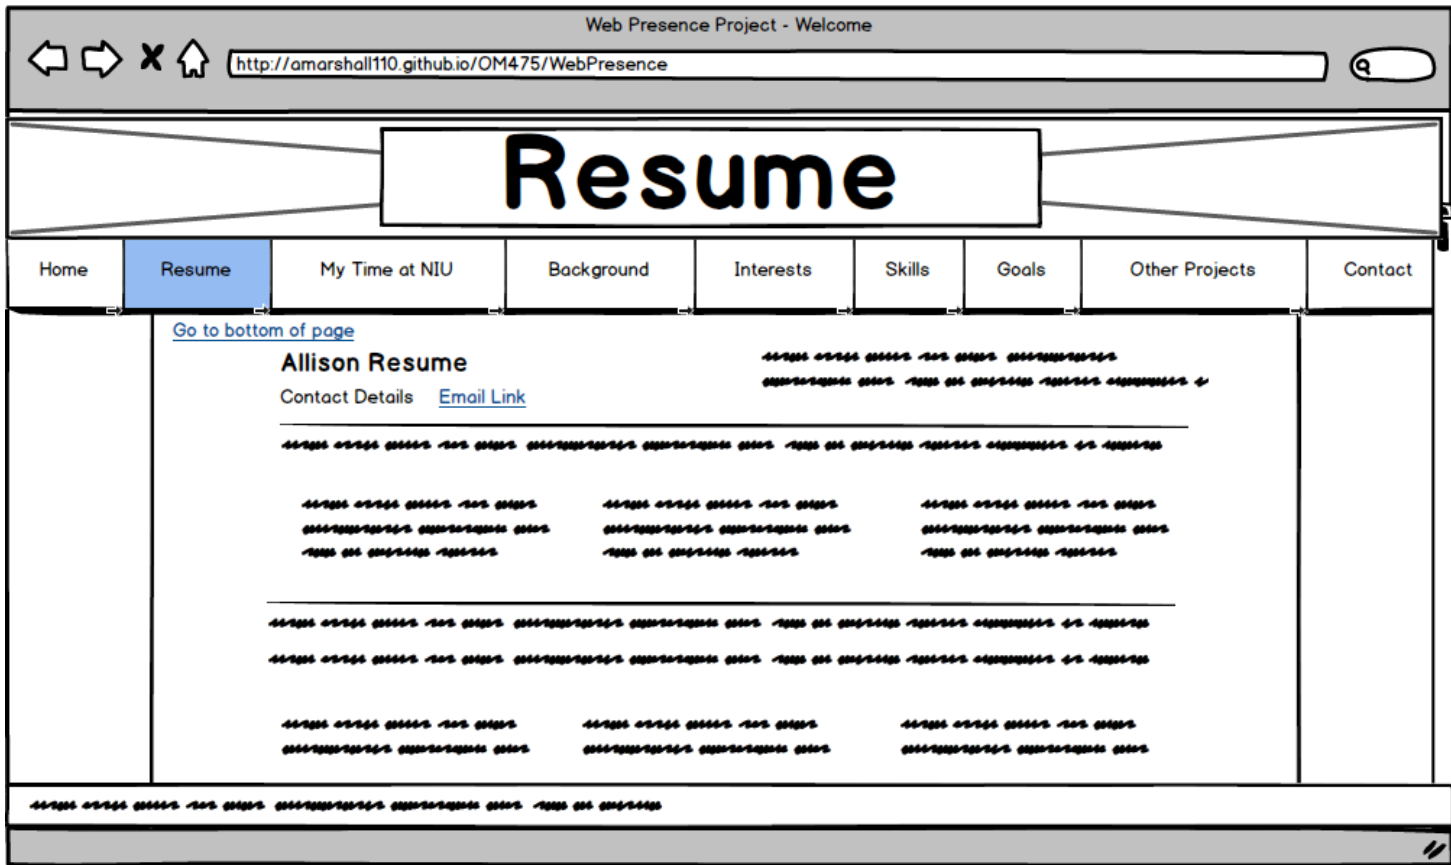 Web Presence Project - Welcome
http://amarshall110.github.io/OM475/WebPresence
Resume
Home Resume My Time at NIU Background Interests Skills Goals Other Projects Contact
Go to bottom of page
Allison Resume
Contact Details Email Link